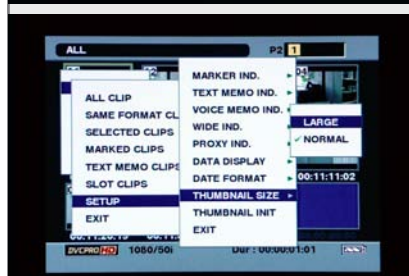 ALL P2 1
04
ALL CLIP
SAME FORMAT CL
SELECTED CLIPS
MARKED CLIPS
TEXT MEMO CLIPS
SLOT CLIPS
SETUP
EXIT
MARKER IND.
TEXT MEMO IND.
VOICE MEMO IND.
WIDE IND.
PROXY IND.
DATA DISPLAY
DATE FORMAT
THUMBNAIL SIZE
THUMBNAIL INIT
EXIT
LARGE
✓ NORMAL
00:11:11:02
DVCPRO HD 1080/50i Dur : 00:00:01:01